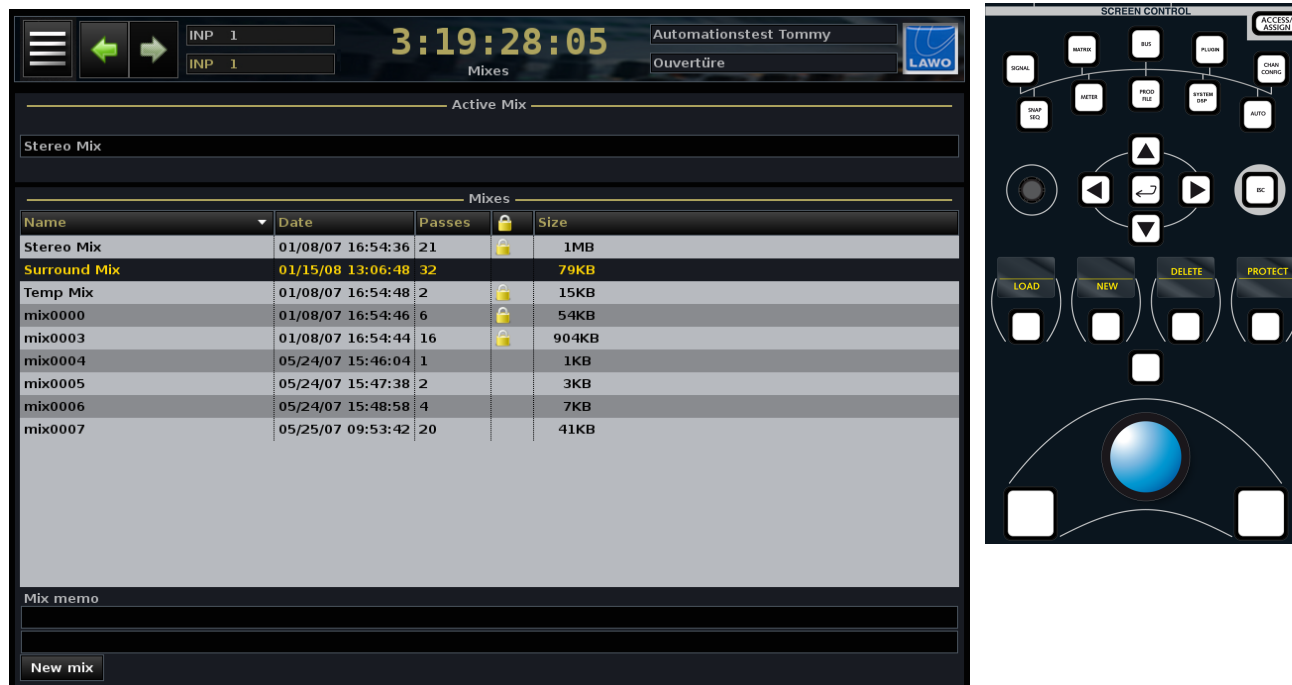 INP 1
INP 1
3:19:28:05
Mixes
Automationstest Tommy
Ouvertüre
LAWO
Active Mix
Stereo Mix
Mixes
Name Date Passes Size
Stereo Mix 01/08/07 16:54:36 21 1MB
Surround Mix 01/15/08 13:06:48 32 79KB
Temp Mix 01/08/07 16:54:48 2 15KB
mix0000 01/08/07 16:54:46 6 54KB
mix0003 01/08/07 16:54:44 16 904KB
mix0004 05/24/07 15:46:04 1 1KB
mix0005 05/24/07 15:47:38 2 3KB
mix0006 05/24/07 15:48:58 4 7KB
mix0007 05/25/07 09:53:42 20 41KB
Mix memo
New mix
SCREEN CONTROL
ACCESS/
ASSIGN
SIGNAL
MATRIX
BUS
PLUGIN
CHAN
CONFIG
SNAP
SEQ
METER
PROD
FILE
SYSTEM
DSP
AUTO
ESC
LOAD
NEW
DELETE
PROTECT